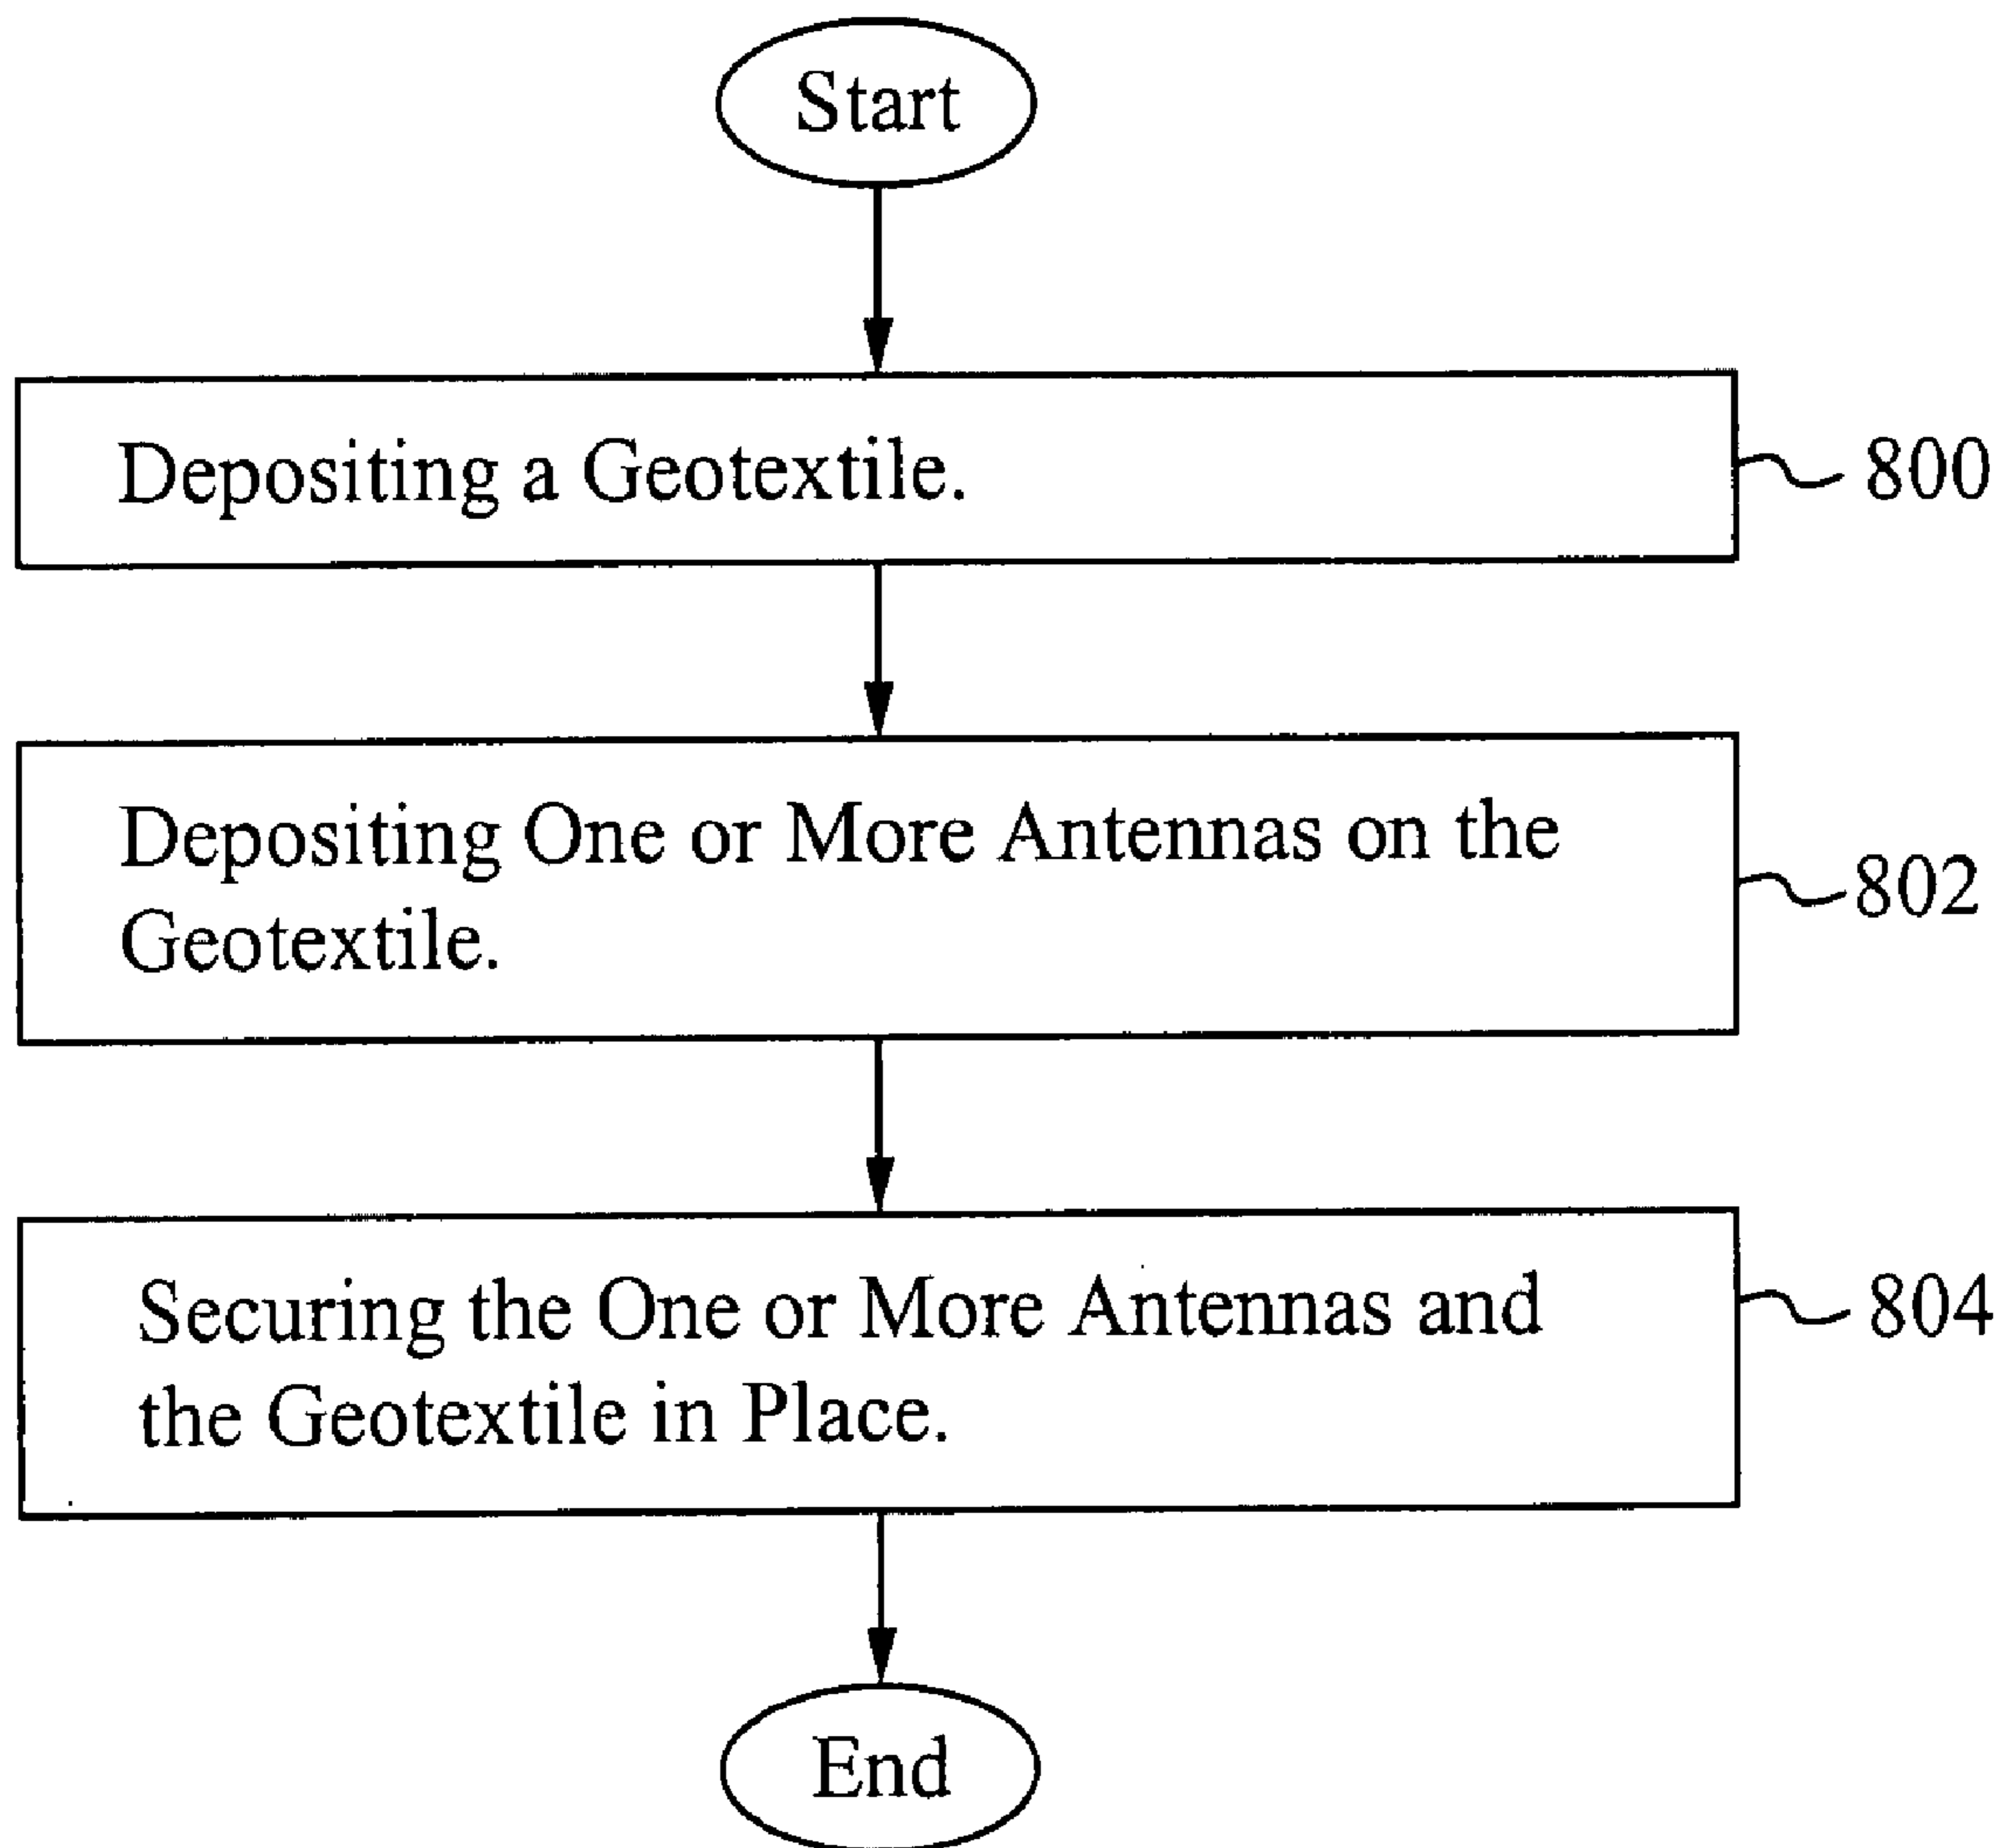 Start
Depositing a Geotextile.
800
Depositing One or More Antennas on the
Geotextile.
802
Securing the One or More Antennas and
the Geotextile in Place.
804
End